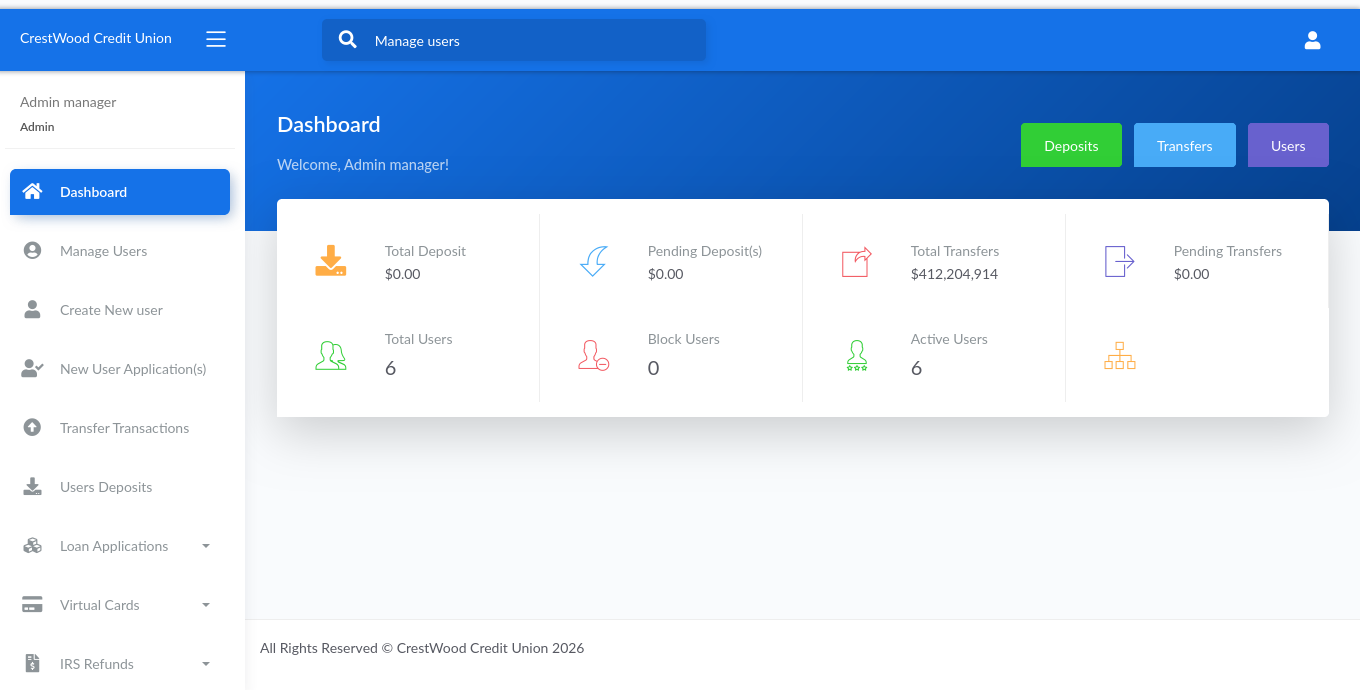 CrestWood Credit Union
Manage users
Admin manager
Admin
Dashboard
Manage Users
Create New user
New User Application(s)
Transfer Transactions
Users Deposits
Loan Applications
Virtual Cards
IRS Refunds
Dashboard
Welcome, Admin manager!
Deposits
Transfers
Users
Total Deposit
$0.00
Pending Deposit(s)
$0.00
Total Transfers
$412,204,914
Pending Transfers
$0.00
Total Users
6
Block Users
0
Active Users
6
All Rights Reserved © CrestWood Credit Union 2026